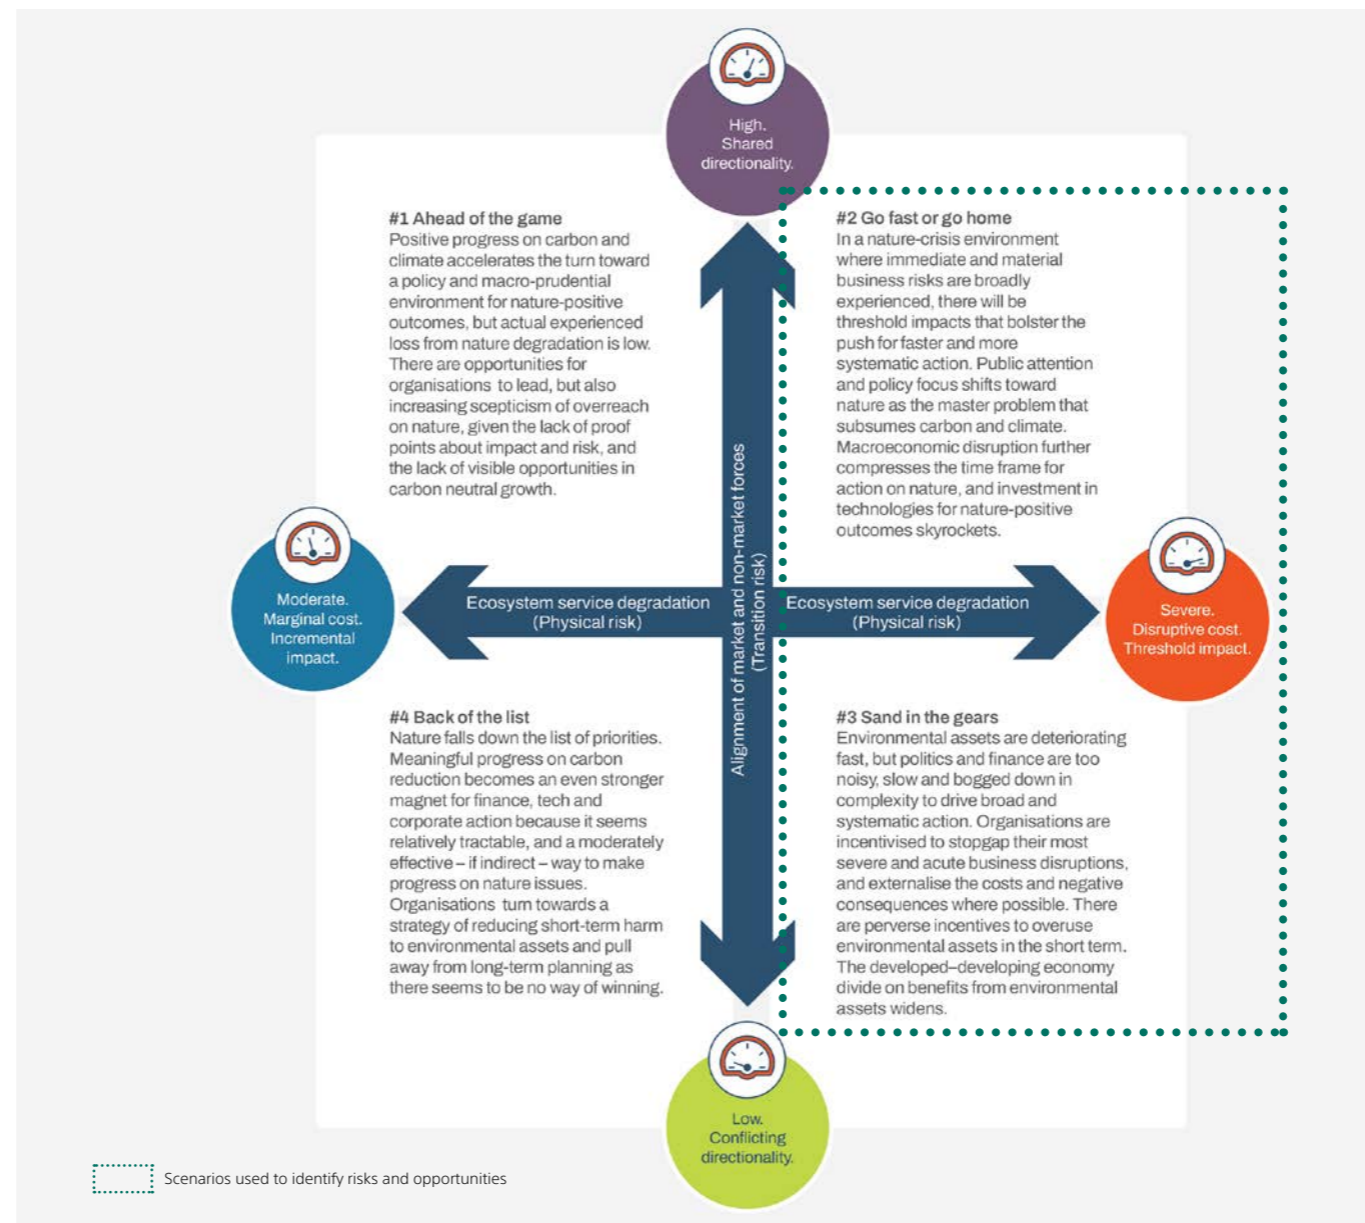 High.
Shared
directionality.
#1 Ahead of the game
Positive progress on carbon and
climate accelerates the turn toward
a policy and macro-prudential
environment for nature-positive
outcomes, but actual experienced
loss from nature degradation is low.
There are opportunities for
organisations to lead, but also
increasing scepticism of overreach
on nature, given the lack of proof
points about impact and risk, and
the lack of visible opportunities in
carbon neutral growth.
#2 Go fast or go home
In a nature-crisis environment
where immediate and material
business risks are broadly
experienced, there will be
threshold impacts that bolster the
push for faster and more
systematic action. Public attention
and policy focus shifts toward
nature as the master problem that
subsumes carbon and climate.
Macroeconomic disruption further
compresses the time frame for
action on nature, and investment in
technologies for nature-positive
outcomes skyrockets.
Moderate.
Marginal cost.
Incremental
impact.
Ecosystem service degradation
(Physical risk)
Alignment of market and non-market forces
(Transition risk)
Ecosystem service degradation
(Physical risk)
Severe.
Disruptive cost.
Threshold impact.
#4 Back of the list
Nature falls down the list of priorities.
Meaningful progress on carbon
reduction becomes an even stronger
magnet for finance, tech and
corporate action because it seems
relatively tractable, and a moderately
effective – if indirect – way to make
progress on nature issues.
Organisations turn towards a
strategy of reducing short-term harm
to environmental assets and pull
away from long-term planning as
there seems to be no way of winning.
#3 Sand in the gears
Environmental assets are deteriorating
fast, but politics and finance are too
noisy, slow and bogged down in
complexity to drive broad and
systematic action. Organisations are
incentivised to stopgap their most
severe and acute business disruptions,
and externalise the costs and negative
consequences where possible. There
are perverse incentives to overuse
environmental assets in the short term.
The developed–developing economy
divide on benefits from environmental
assets widens.
Low.
Conflicting
directionality.
Scenarios used to identify risks and opportunities